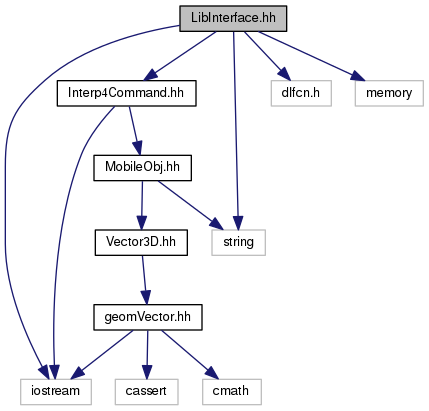 LibInterface.hh
Interp4Command.hh
dlfcn.h
memory
MobileObj.hh
Vector3D.hh
string
geomVector.hh
iostream
cassert
cmath